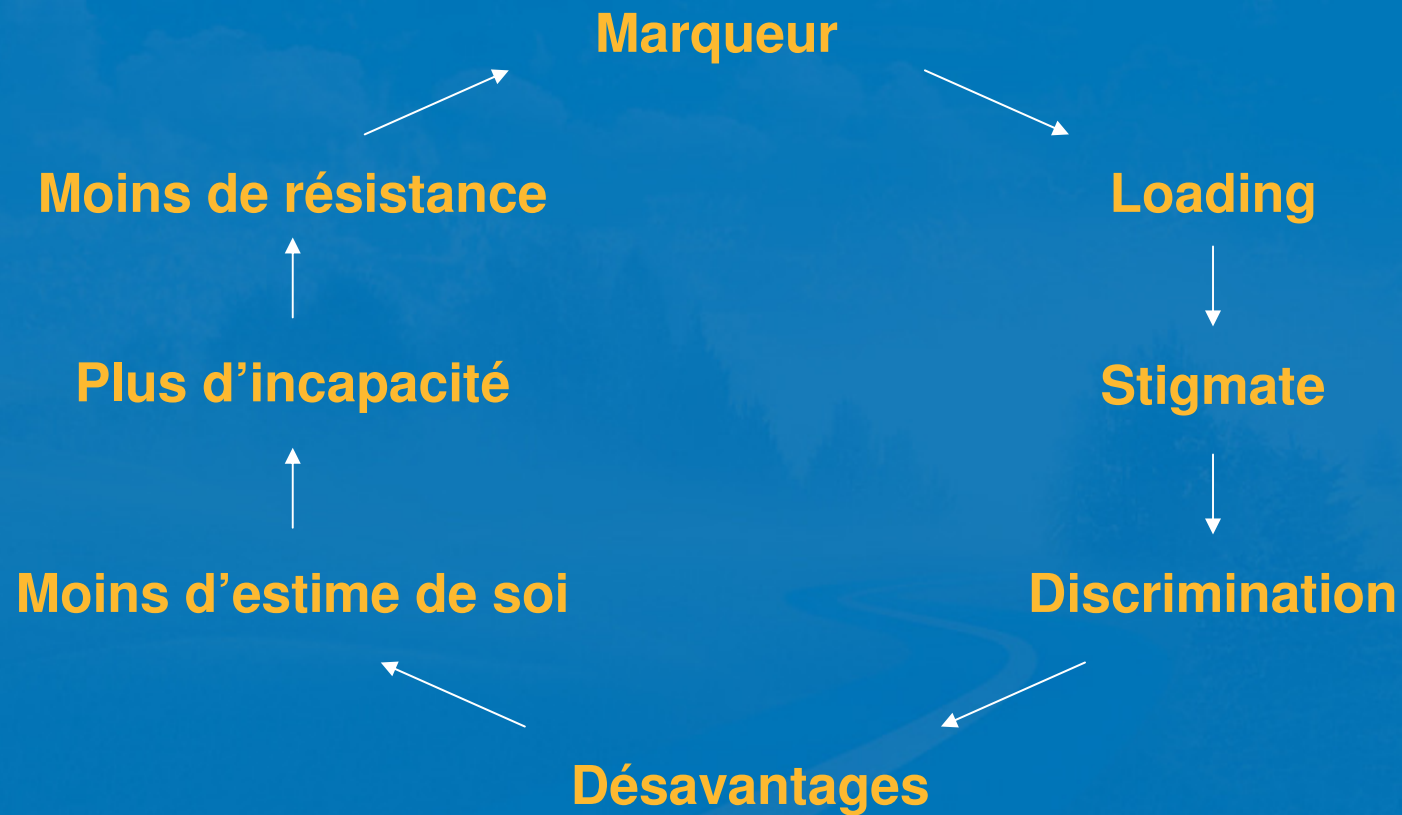 Marqueur
Moins de résistance
Loading
Plus d’incapacité
Stigmate
Moins d’estime de soi
Discrimination
Désavantages